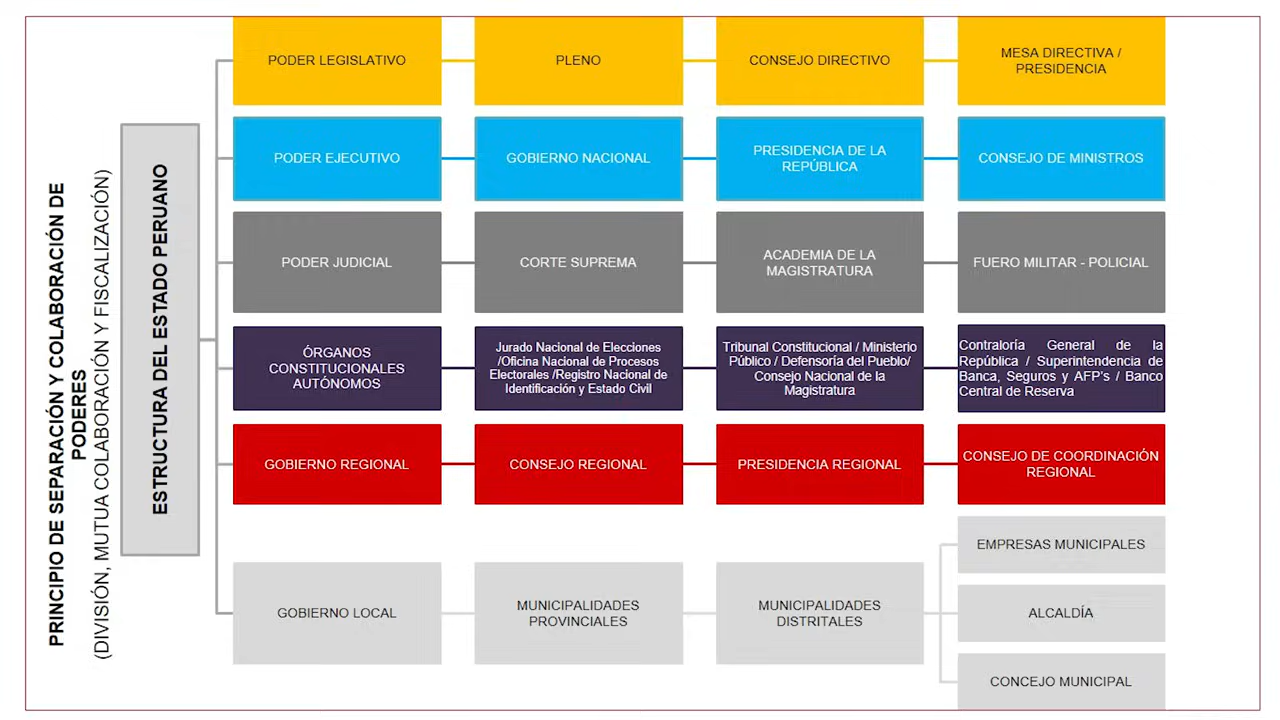 PRINCIPIO DE SEPARACIÓN Y COLABORACIÓN DE
PODERES
(DIVISIÓN, MUTUA COLABORACIÓN Y FISCALIZACIÓN)
ESTRUCTURA DEL ESTADO PERUANO
PODER LEGISLATIVO
PLENO
CONSEJO DIRECTIVO
MESA DIRECTIVA /
PRESIDENCIA
PODER EJECUTIVO
GOBIERNO NACIONAL
PRESIDENCIA DE LA
REPÚBLICA
CONSEJO DE MINISTROS
PODER JUDICIAL
CORTE SUPREMA
ACADEMIA DE LA
MAGISTRATURA
FUERO MILITAR - POLICIAL
ÓRGANOS
CONSTITUCIONALES
AUTÓNOMOS
Jurado Nacional de Elecciones
/Oficina Nacional de Procesos
Electorales /Registro Nacional de
Identificación y Estado Civil
Tribunal Constitucional / Ministerio
Público / Defensoría del Pueblo/
Consejo Nacional de la
Magistratura
Contraloría General de la
República / Superintendencia de
Banca, Seguros y AFP's / Banco
Central de Reserva
GOBIERNO REGIONAL
CONSEJO REGIONAL
PRESIDENCIA REGIONAL
CONSEJO DE COORDINACIÓN
REGIONAL
GOBIERNO LOCAL
MUNICIPALIDADES
PROVINCIALES
MUNICIPALIDADES
DISTRITALES
EMPRESAS MUNICIPALES
ALCALDÍA
CONCEJO MUNICIPAL